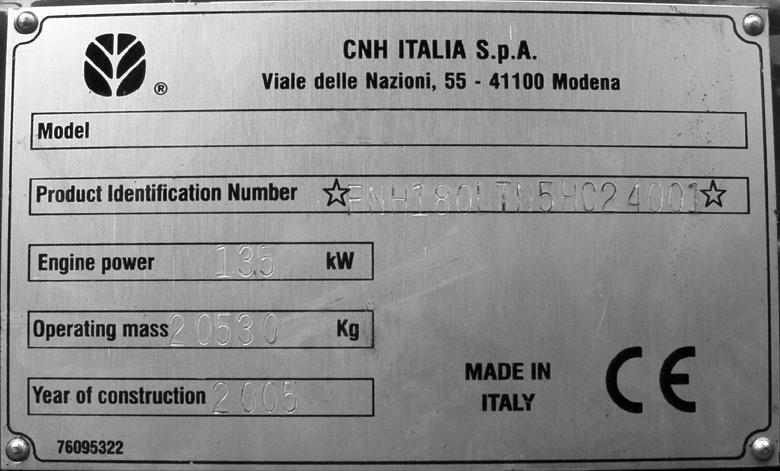 CNH ITALIA S.p.A.
Viale delle Nazioni, 55 - 41100 Modena
Model
Product Identification Number ☆FNH180LTN5HC24001☆
Engine power 135 kW
Operating mass 20530 Kg
Year of construction 2005
MADE IN
ITALY
CE
76095322